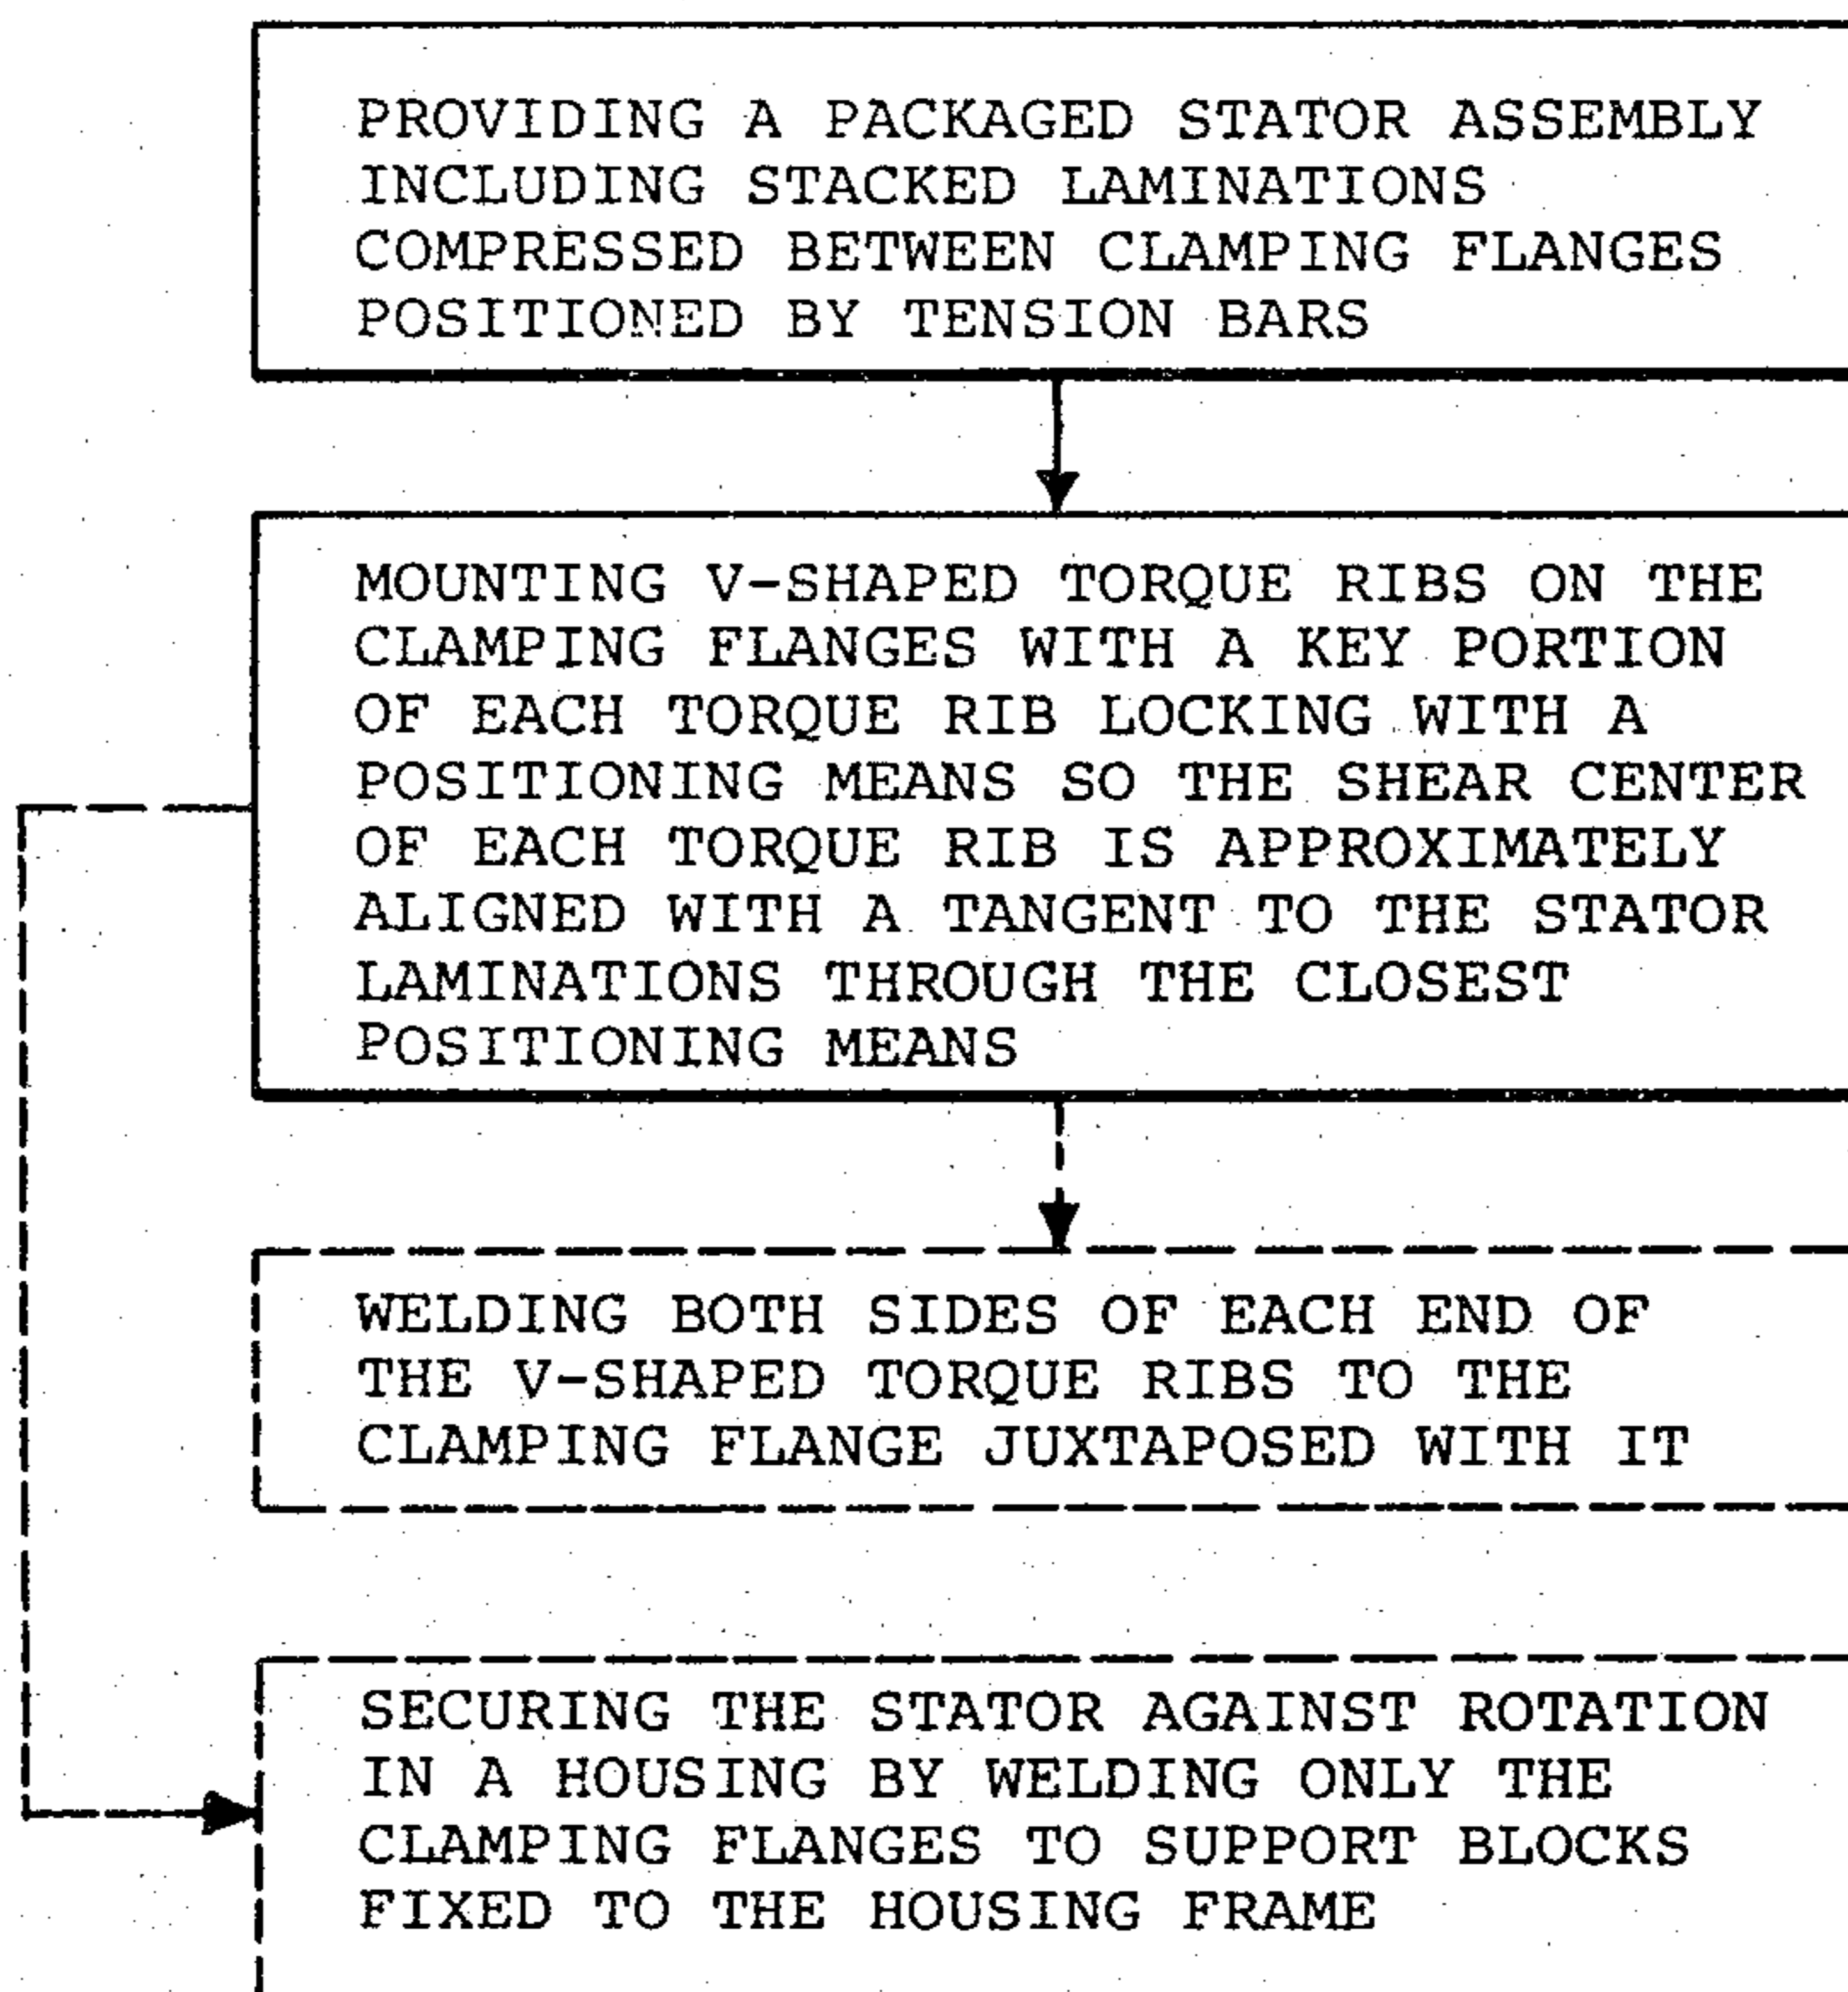 PROVIDING A PACKAGED STATOR ASSEMBLY
INCLUDING STACKED LAMINATIONS
COMPRESSED BETWEEN CLAMPING FLANGES
POSITIONED BY TENSION BARS
MOUNTING V-SHAPED TORQUE RIBS ON THE
CLAMPING FLANGES WITH A KEY PORTION
OF EACH TORQUE RIB LOCKING WITH A
POSITIONING MEANS SO THE SHEAR CENTER
OF EACH TORQUE RIB IS APPROXIMATELY
ALIGNED WITH A TANGENT TO THE STATOR
LAMINATIONS THROUGH THE CLOSEST
POSITIONING MEANS
WELDING BOTH SIDES OF EACH END OF
THE V-SHAPED TORQUE RIBS TO THE
CLAMPING FLANGE JUXTAPOSED WITH IT
SECURING THE STATOR AGAINST ROTATION
IN A HOUSING BY WELDING ONLY THE
CLAMPING FLANGES TO SUPPORT BLOCKS
FIXED TO THE HOUSING FRAME